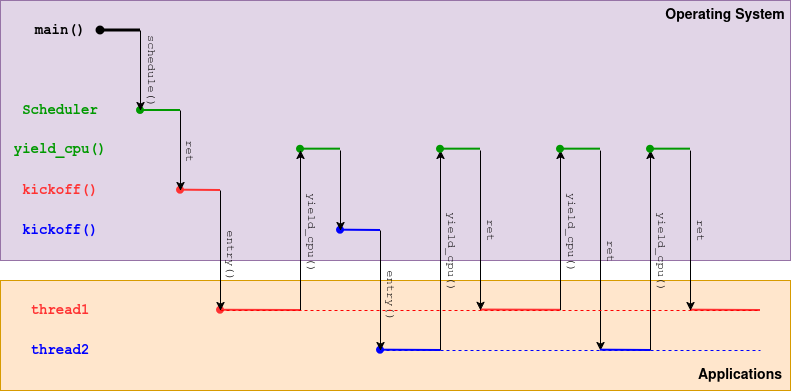 Operating System
main()
schedule()
Scheduler
yield_cpu()
ret
kickoff()
kickoff()
entry()
yield_cpu()
entry()
yield_cpu()
ret
yield_cpu()
ret
yield_cpu()
ret
thread1
thread2
Applications